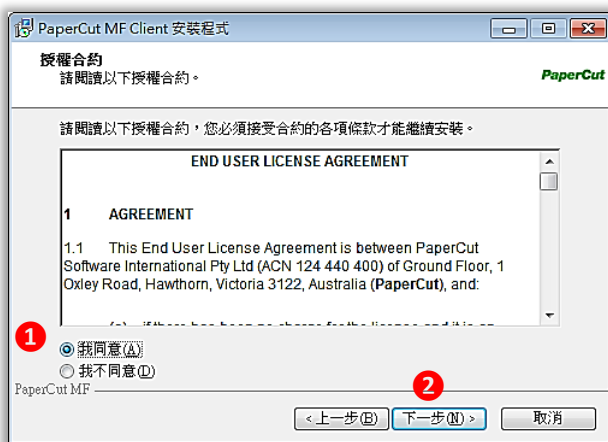 PaperCut MF Client 安裝程式
授權合約
請閱讀以下授權合約。
PaperCut
請閱讀以下授權合約，您必須接受合約的各項條款才能繼續安裝。
END USER LICENSE AGREEMENT
1 AGREEMENT
1.1 This End User License Agreement is between PaperCut
Software International Pty Ltd (ACN 124 440 400) of Ground Floor, 1
Oxley Road, Hawthorn, Victoria 3122, Australia (PaperCut), and:
1
我同意(A)
我不同意(D)
PaperCut MF
2
<上一步(B) 下一步(N)> 取消